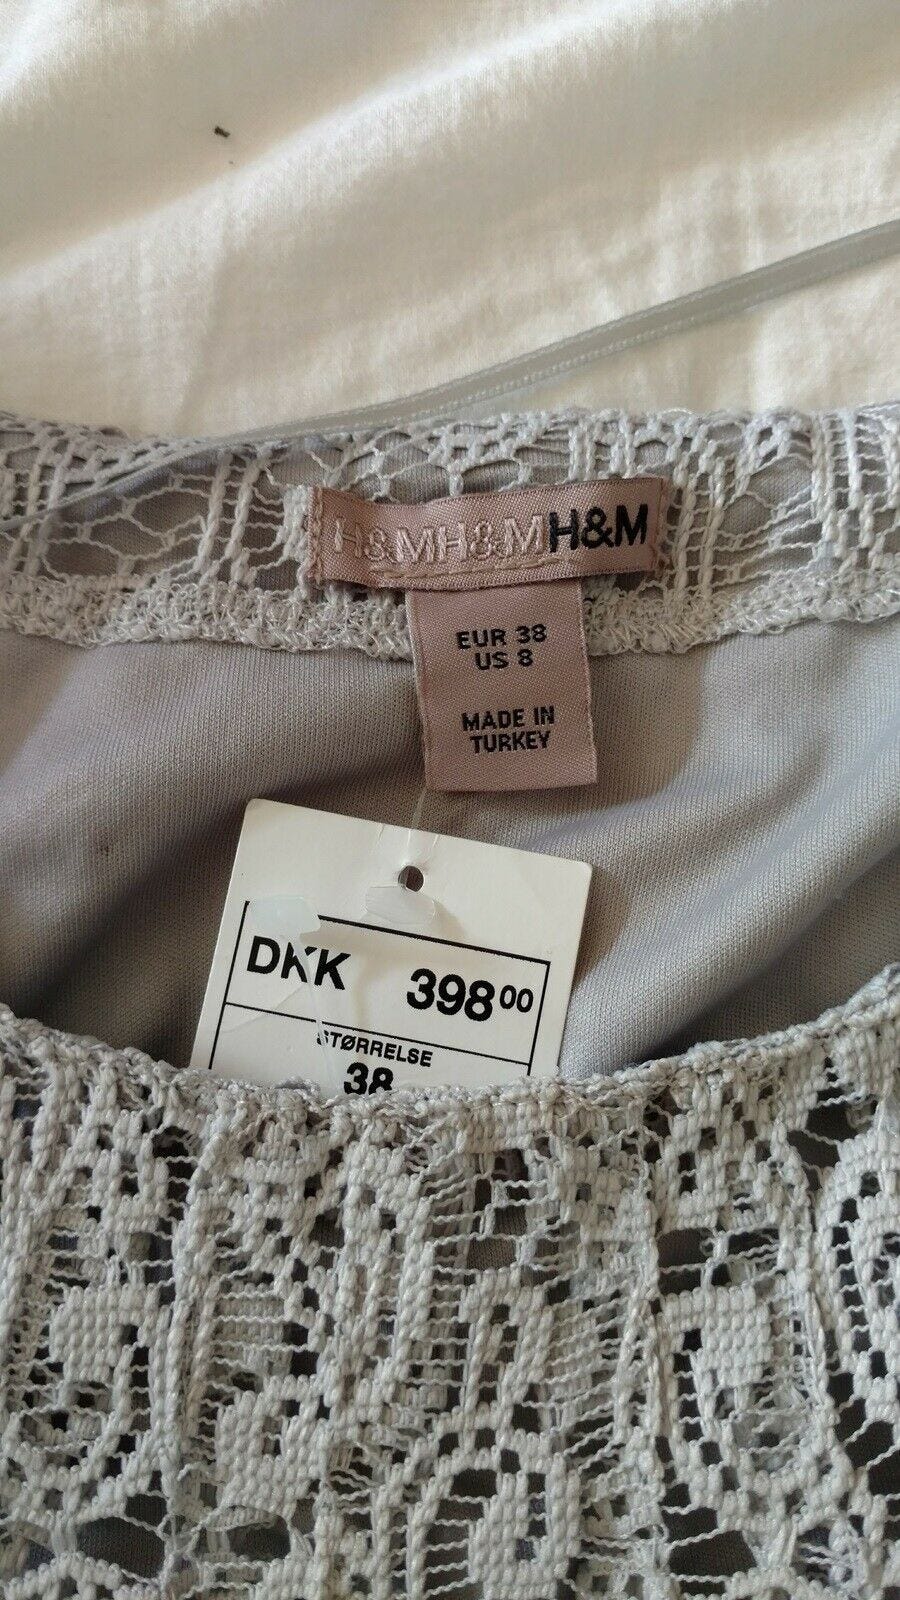 H&MH&MH&M
EUR 38
US 8
MADE IN
TURKEY
DKK 398 00
STØRRELSE
38